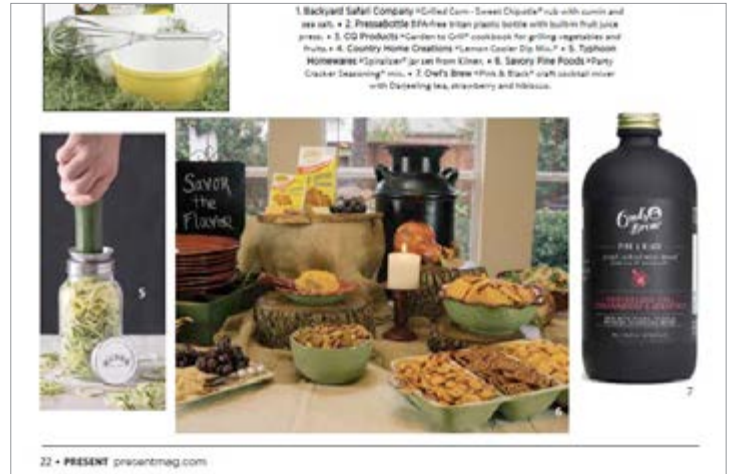 1. Backyard Safari Company "Grilled Corn - Sweet Chipotle" rub with cumin and
sea salt. • 2. PressaBottle BPA-free tritan plastic bottle with built-in fruit juice
press. • 3. CQ Products "Garden to Grill" cookbook for grilling vegetables and
fruits. • 4. Country Home Creations "Lemon Cooler Dip Mix." • 5. Typhoon
Homewares "Spiralizer" jar set from Kilner. • 6. Savory Fine Foods "Party
Cracker Seasoning" mix. • 7. Owl's Brew "Pink & Black" craft cocktail mixer
with Darjeeling tea, strawberry and hibiscus.
Savor
the
Flavor
5
KILNER
6
Owl's
Brew
PINK & BLACK
7
22 • PRESENT presentmag.com